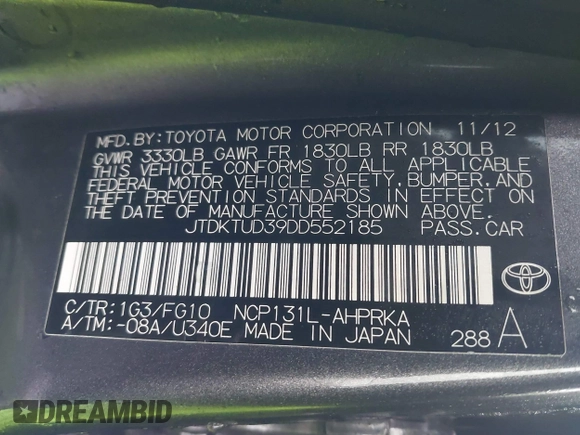 MFD. BY: TOYOTA MOTOR CORPORATION 11/12
GVWR 3330LB GAWR FR 1830LB RR 1830LB
THIS VEHICLE CONFORMS TO ALL APPLICABLE
FEDERAL MOTOR VEHICLE SAFETY, BUMPER, AND
THEFT PREVENTION STANDARDS IN EFFECT ON
THE DATE OF MANUFACTURE SHOWN ABOVE.
JTDKTUD39DD552185 PASS. CAR
TOYOTA
C/TR: 1G3/FG10 NCP131L-AHPRKA
A/TM: -08A/U340E MADE IN JAPAN 288 A
DREAMBID